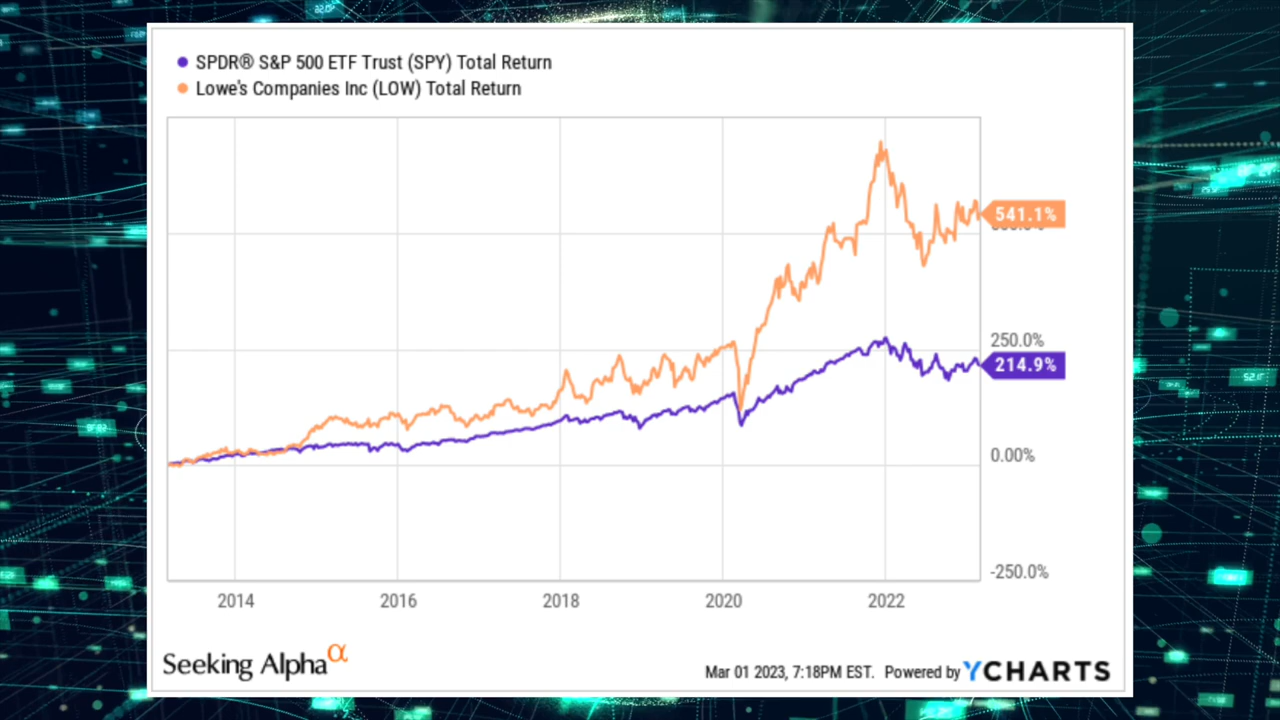 SPDR® S&P 500 ETF Trust (SPY) Total Return
Lowe's Companies Inc (LOW) Total Return
541.1%
250.0%
214.9%
0.00%
-250.0%
2014 2016 2018 2020 2022
Seeking Alpha α
Mar 01 2023, 7:18PM EST. Powered by YCHARTS